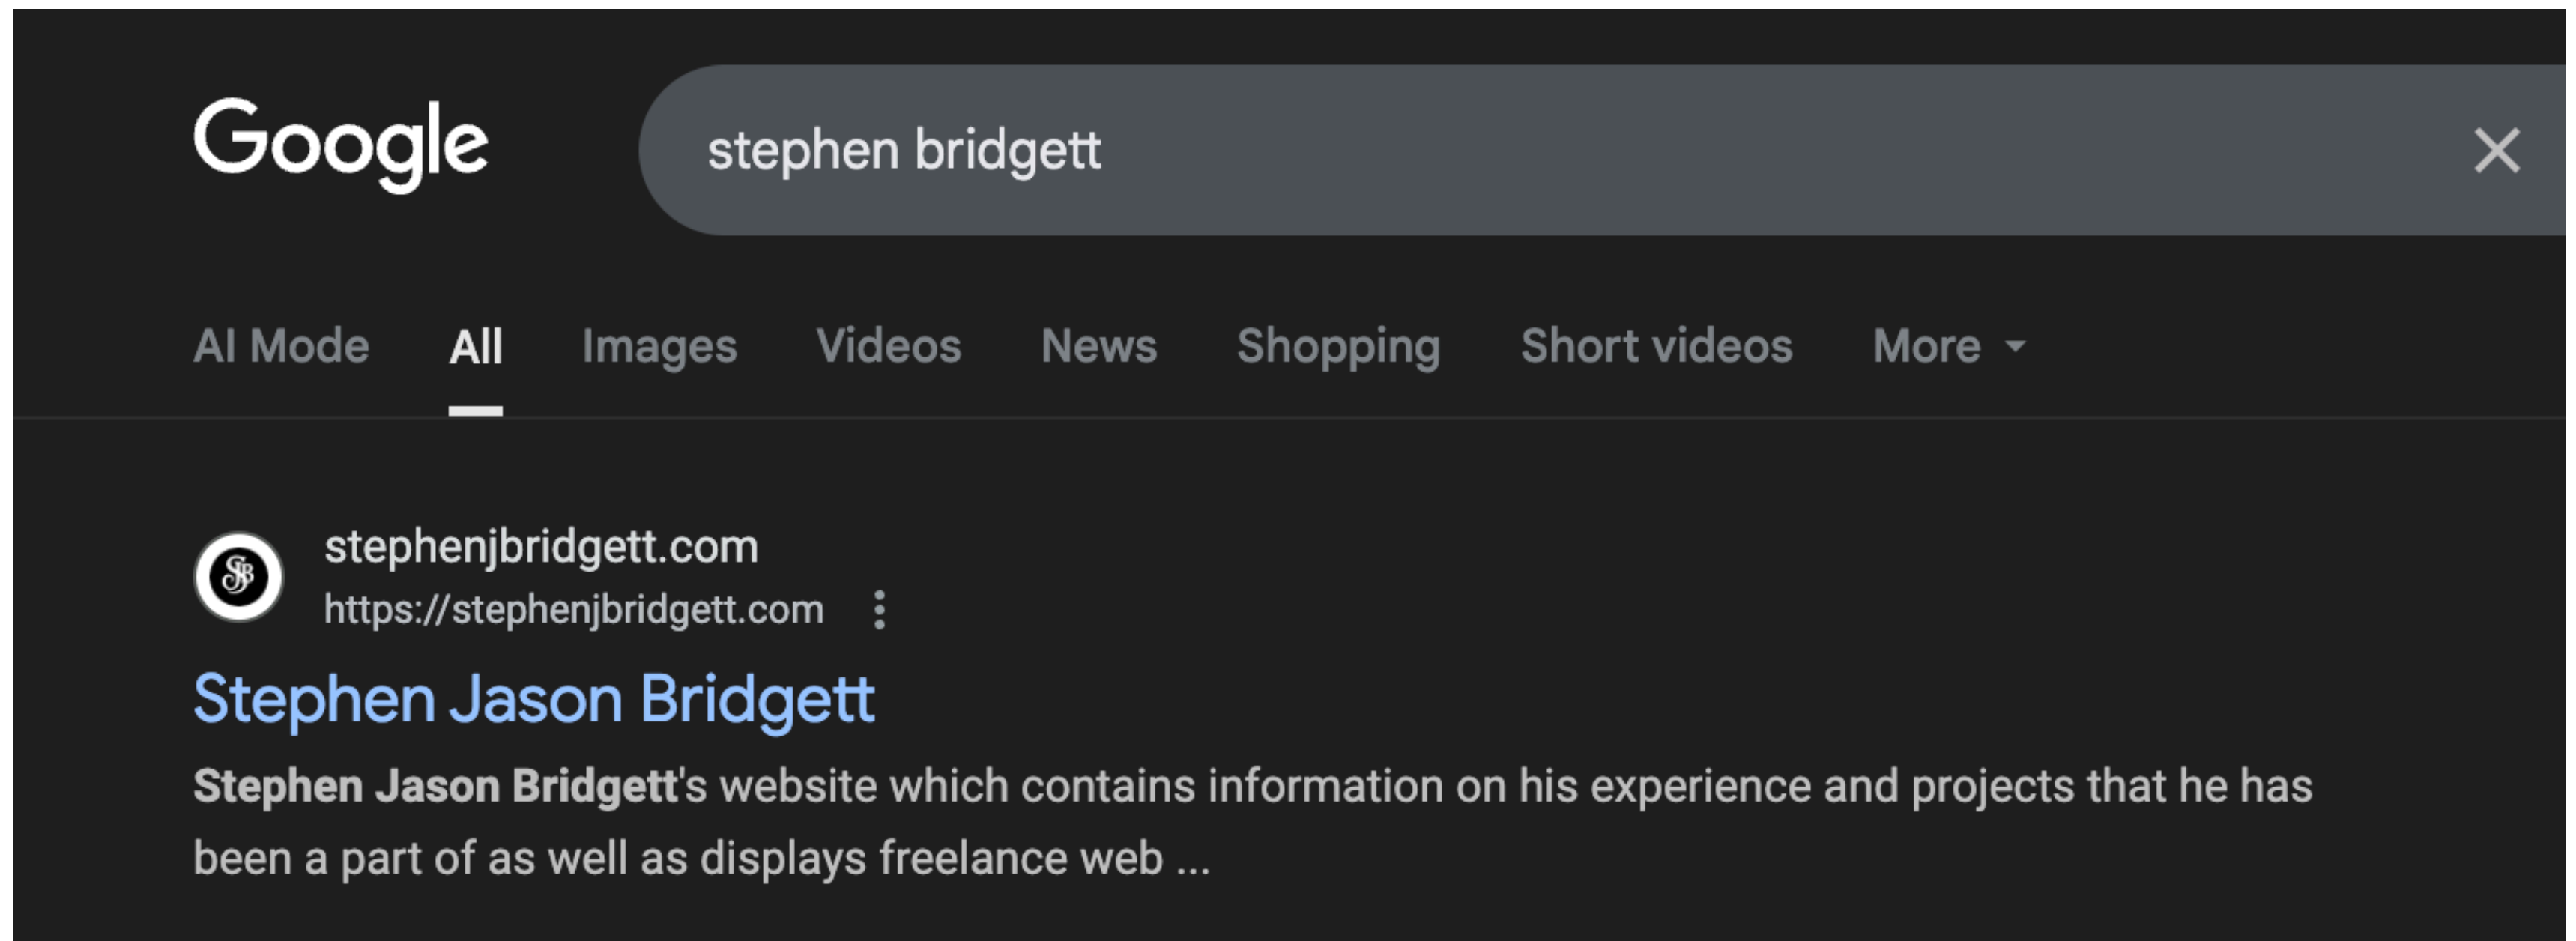 Google
stephen bridgett
AI Mode All Images Videos News Shopping Short videos More
SJB
stephenjbridgett.com
https://stephenjbridgett.com
Stephen Jason Bridgett
Stephen Jason Bridgett's website which contains information on his experience and projects that he has
been a part of as well as displays freelance web ...